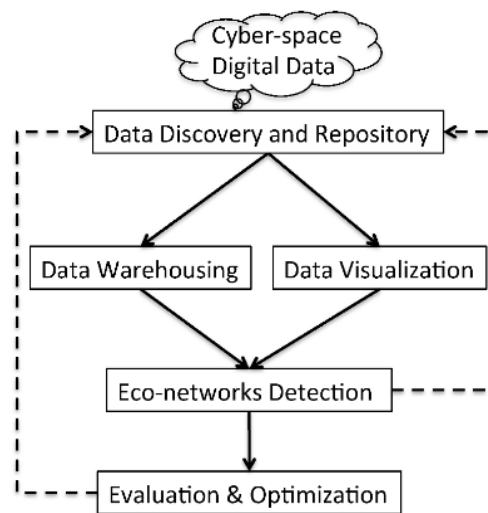 Cyber-space
Digital Data
Data Discovery and Repository
Data Warehousing
Data Visualization
Eco-networks Detection
Evaluation & Optimization